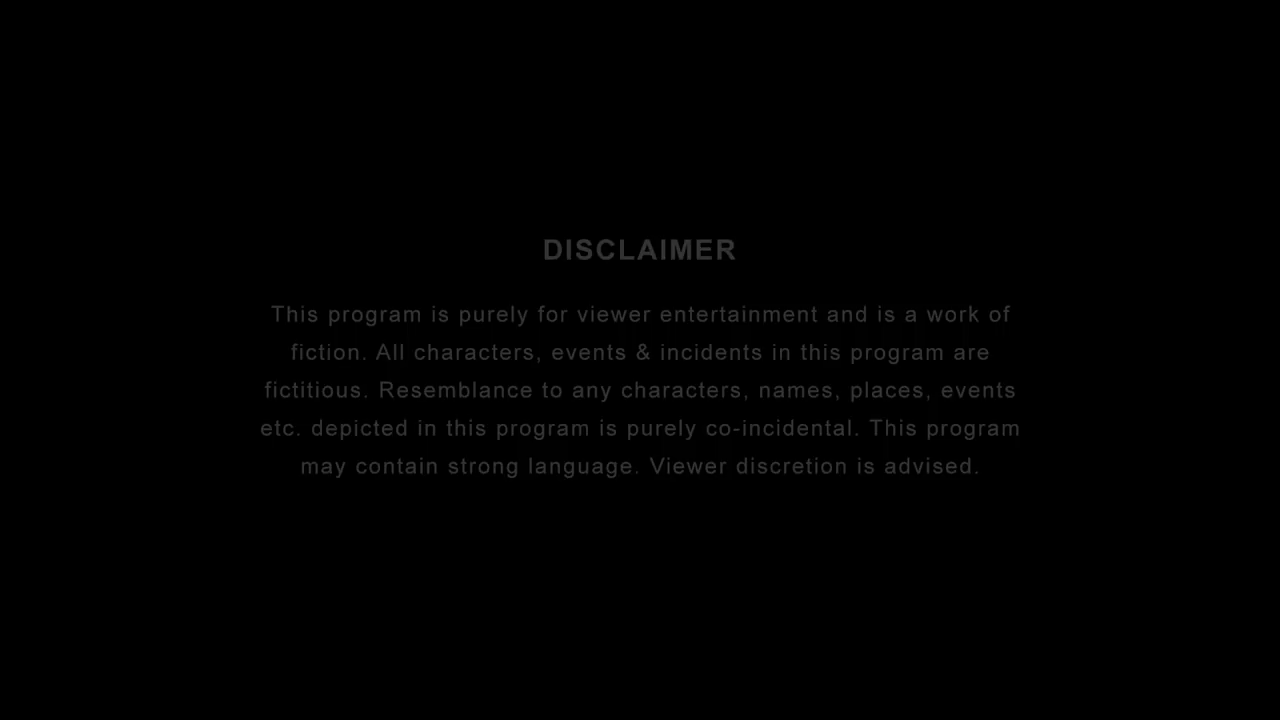 DISCLAIMER
This program is purely for viewer entertainment and is a work of
fiction. All characters, events & incidents in this program are
fictitious. Resemblance to any characters, names, places, events
etc. depicted in this program is purely co-incidental. This program
may contain strong language. Viewer discretion is advised.